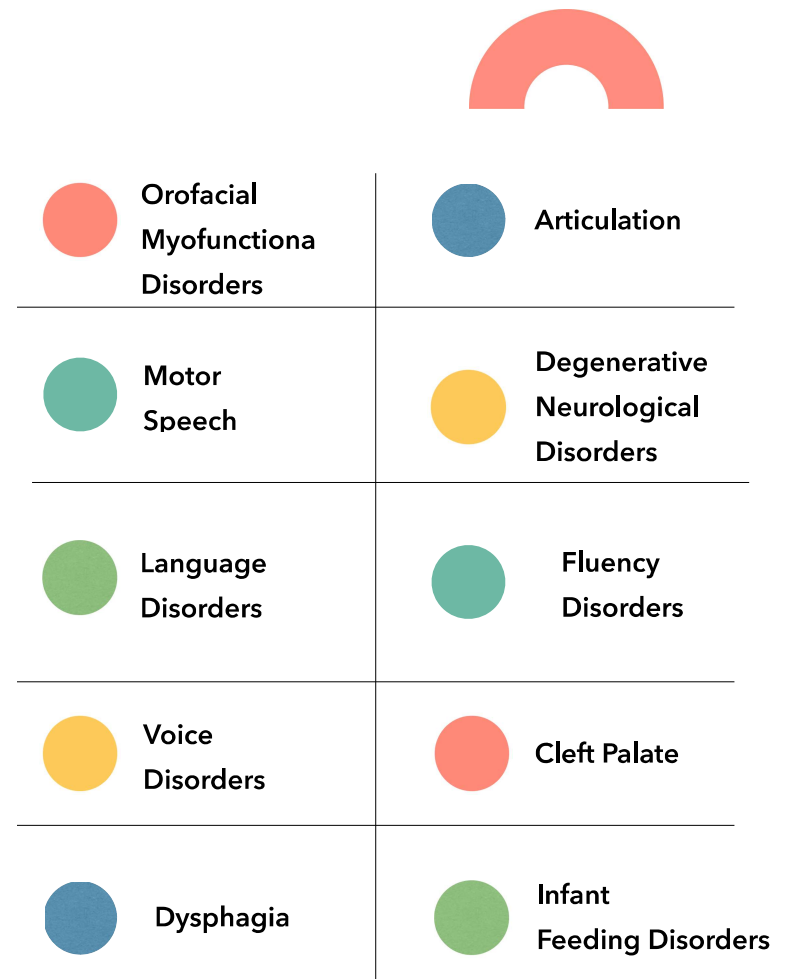 Orofacial
Myofunctiona
Disorders
Articulation
Motor
Speech
Degenerative
Neurological
Disorders
Language
Disorders
Fluency
Disorders
Voice
Disorders
Cleft Palate
Dysphagia
Infant
Feeding Disorders